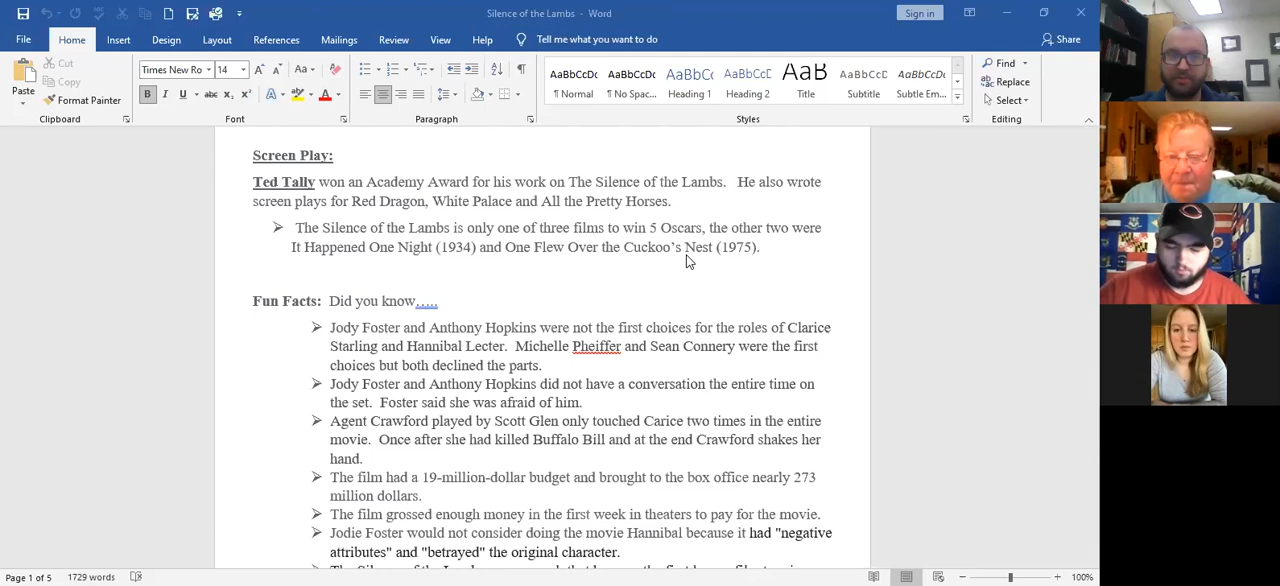 Silence of the Lambs - Word
Sign in
File Home Insert Design Layout References Mailings Review View Help Tell me what you want to do Share
Paste Cut Copy Format Painter
Times New Ro 14 Aa
AaBbCcDc AaBbCcDc AaBbCc AaBbCcD AaB AaBbCcD AaBbCcDc
¶ Normal ¶ No Spac... Heading 1 Heading 2 Title Subtitle Subtle Em...
Find Replace Select
Clipboard Font Paragraph Styles Editing
Screen Play:
Ted Tally won an Academy Award for his work on The Silence of the Lambs. He also wrote
screen plays for Red Dragon, White Palace and All the Pretty Horses.
The Silence of the Lambs is only one of three films to win 5 Oscars, the other two were
It Happened One Night (1934) and One Flew Over the Cuckoo's Nest (1975).
Fun Facts: Did you know…..
Jody Foster and Anthony Hopkins were not the first choices for the roles of Clarice
Starling and Hannibal Lecter. Michelle Pheiffer and Sean Connery were the first
choices but both declined the parts.
Jody Foster and Anthony Hopkins did not have a conversation the entire time on
the set. Foster said she was afraid of him.
Agent Crawford played by Scott Glen only touched Carice two times in the entire
movie. Once after she had killed Buffalo Bill and at the end Crawford shakes her
hand.
The film had a 19-million-dollar budget and brought to the box office nearly 273
million dollars.
The film grossed enough money in the first week in theaters to pay for the movie.
Jodie Foster would not consider doing the movie Hannibal because it had "negative
attributes" and "betrayed" the original character.
Page 1 of 5 1729 words 100%